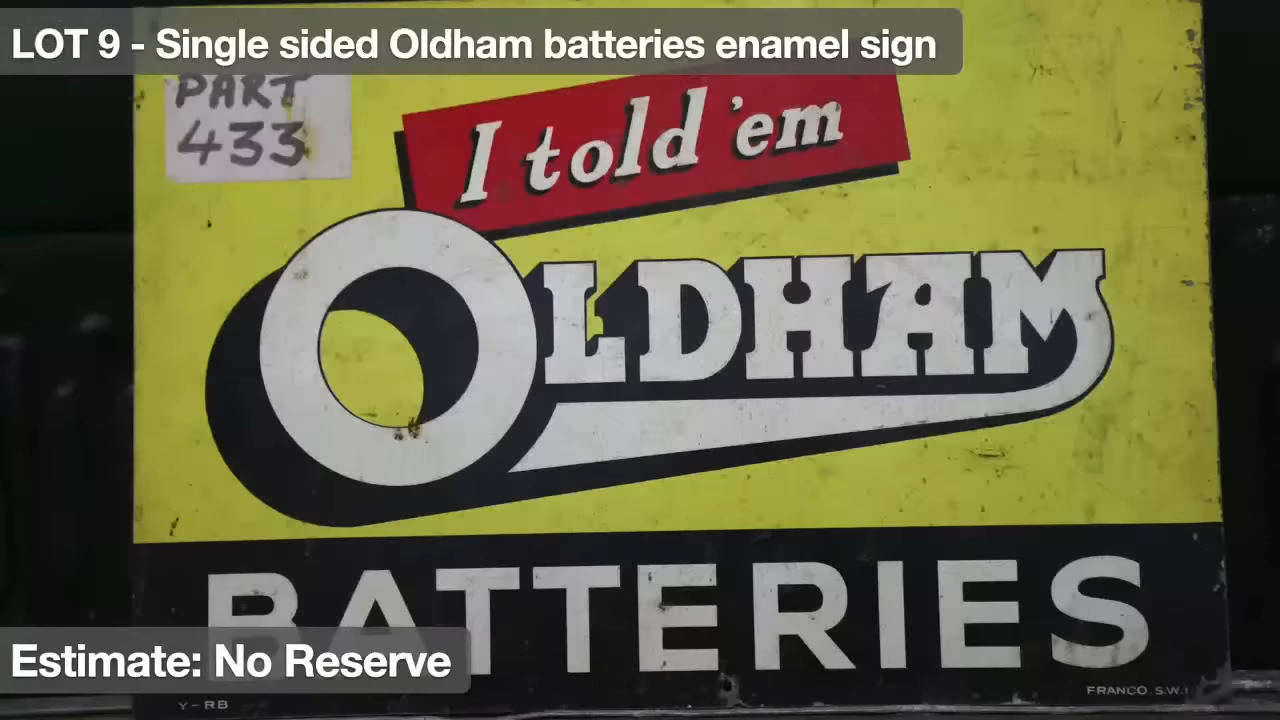 LOT 9 - Single sided Oldham batteries enamel sign
PART
433
I told 'em
OLDHAM
BATTERIES
Estimate: No Reserve
Y-RB
FRANCO. S.W.1